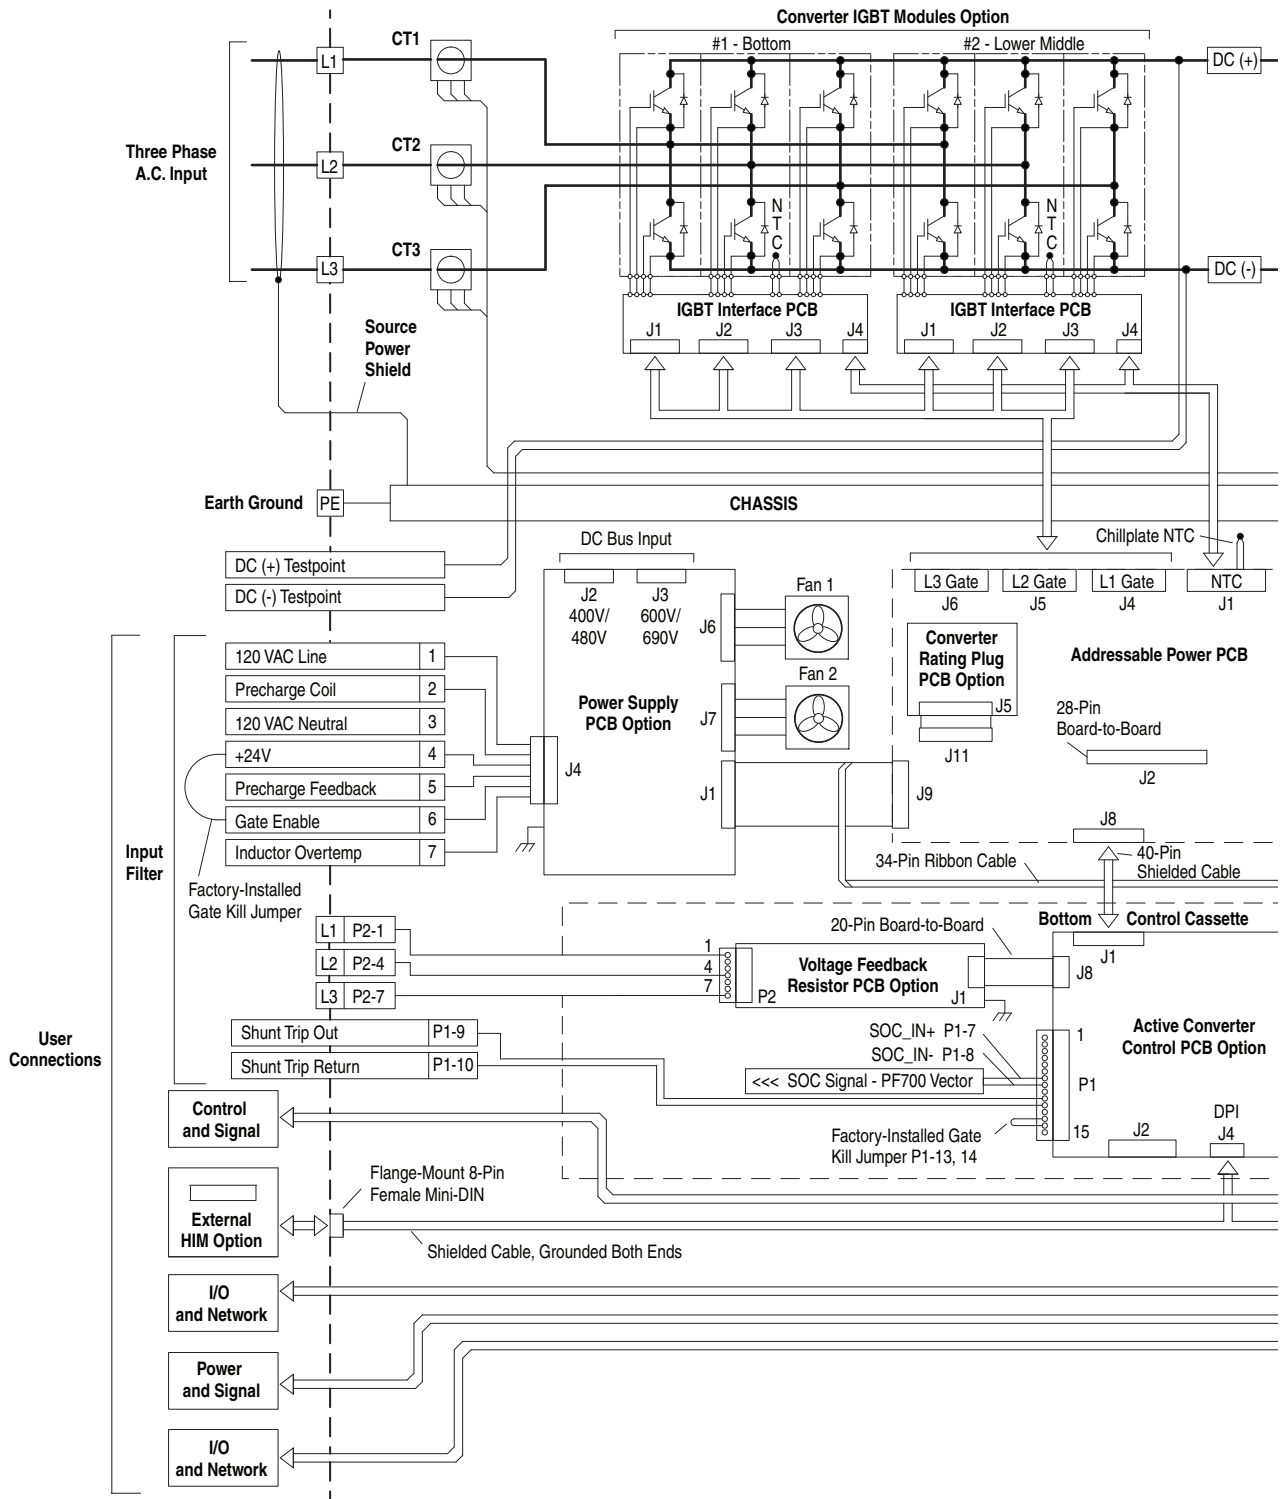 Converter IGBT Modules Option
#1 - Bottom
#2 - Lower Middle
CT1
L1
DC (+)
Three Phase
A.C. Input
CT2
L2
N
T
C
N
T
C
CT3
L3
DC (-)
IGBT Interface PCB
J1
J2
J3
J4
IGBT Interface PCB
J1
J2
J3
J4
Source
Power
Shield
Earth Ground
PE
CHASSIS
DC (+) Testpoint
DC (-) Testpoint
DC Bus Input
J2
400V/
480V
J3
600V/
690V
J6
Fan 1
Fan 2
J7
Power Supply
PCB Option
J4
J1
J9
Chillplate NTC
L3 Gate
J6
L2 Gate
J5
L1 Gate
J4
NTC
J1
Converter
Rating Plug
PCB Option
J5
J11
Addressable Power PCB
28-Pin
Board-to-Board
J2
J8
40-Pin
Shielded Cable
34-Pin Ribbon Cable
Input
Filter
120 VAC Line 1
Precharge Coil 2
120 VAC Neutral 3
+24V 4
Precharge Feedback 5
Gate Enable 6
Inductor Overtemp 7
Factory-Installed
Gate Kill Jumper
L1 P2-1
L2 P2-4
L3 P2-7
Shunt Trip Out P1-9
Shunt Trip Return P1-10
20-Pin Board-to-Board
Bottom Control Cassette
J1
1
4
7
P2
Voltage Feedback
Resistor PCB Option
J1
J8
Active Converter
Control PCB Option
SOC_IN+ P1-7
SOC_IN- P1-8
<<< SOC Signal - PF700 Vector
1
P1
15
Factory-Installed Gate
Kill Jumper P1-13, 14
J2
DPI
J4
User
Connections
Control
and Signal
External
HIM Option
Flange-Mount 8-Pin
Female Mini-DIN
Shielded Cable, Grounded Both Ends
I/O
and Network
Power
and Signal
I/O
and Network